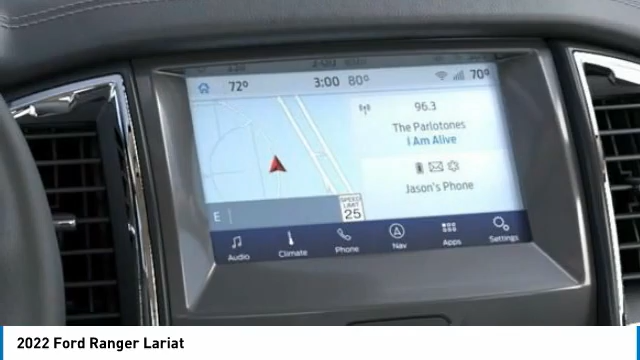 72° 3:00 80° 70°
96.3
The Parlotones
I Am Alive
Jason's Phone
E
SPEED
LIMIT
25
Audio Climate Phone Nav Apps Settings
2022 Ford Ranger Lariat